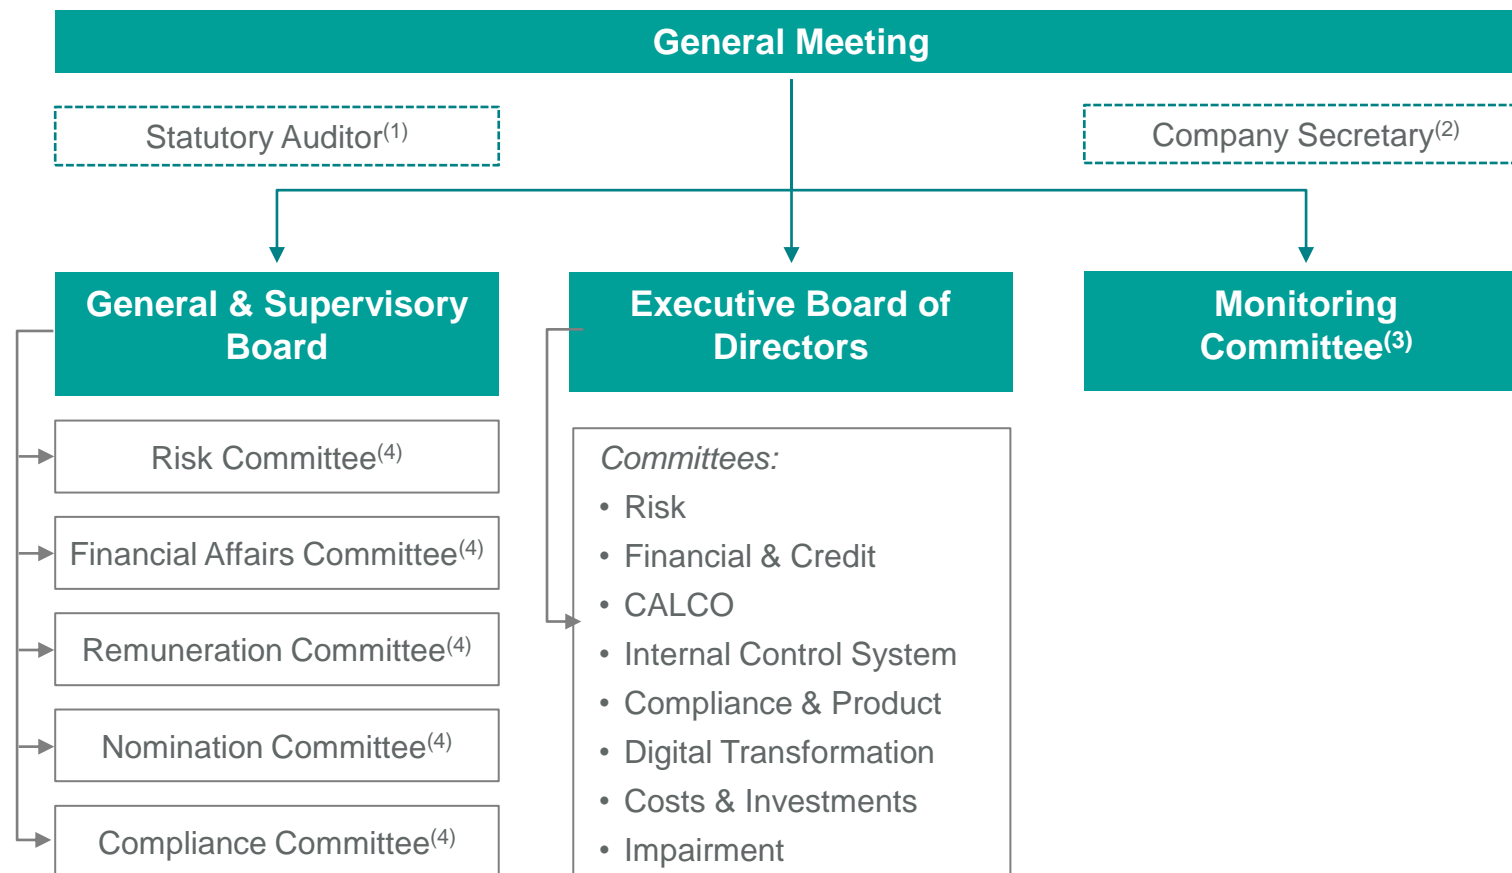 General Meeting
Statutory Auditor(1)
Company Secretary(2)
General & Supervisory
Board
Executive Board of
Directors
Monitoring
Committee(3)
Risk Committee(4)
Financial Affairs Committee(4)
Remuneration Committee(4)
Nomination Committee(4)
Compliance Committee(4)
Committees:
• Risk
• Financial & Credit
• CALCO
• Internal Control System
• Compliance & Product
• Digital Transformation
• Costs & Investments
• Impairment